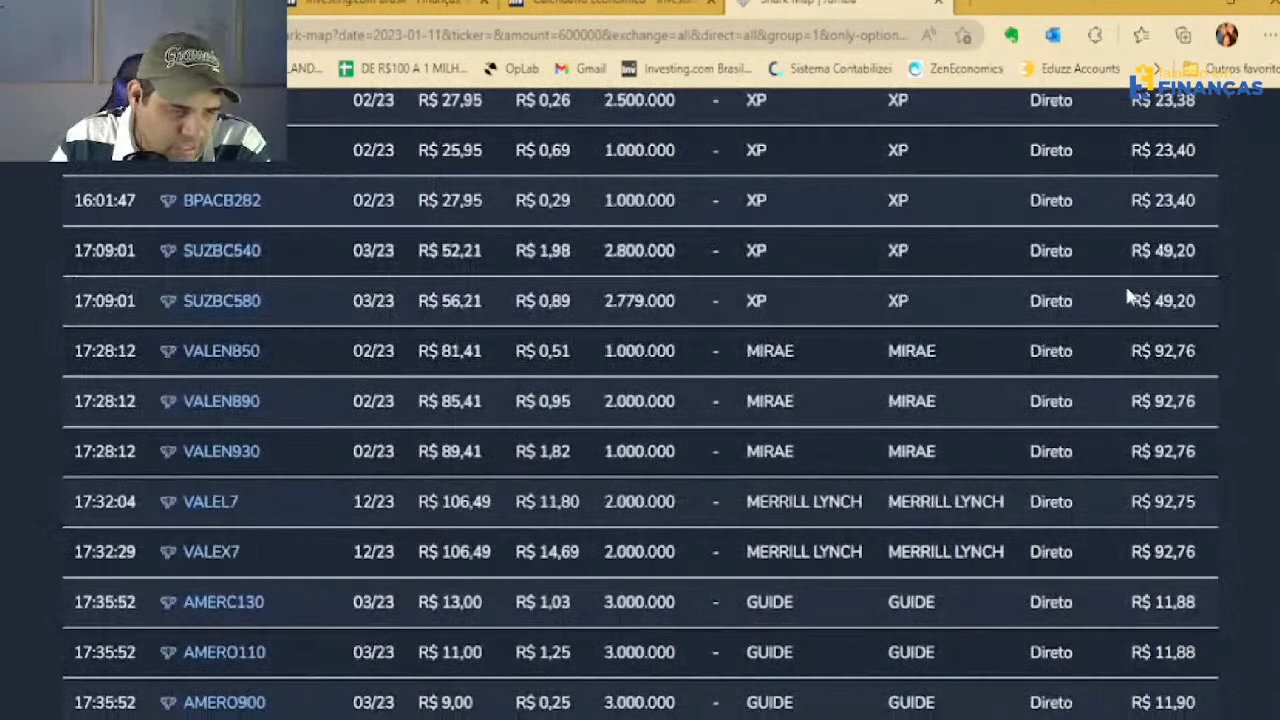 Investing.com Brasil - Finanças, Calendário Econômico - Investin Shark Map | Jumba
ark-map?date=2023-01-11&ticker=&amount=600000&exchange=all&direct=all&group=1&only-option...
LAND... DE R$100 A 1 MILH... OpLab Gmail Investing.com Brasil... Sistema Contabilizei ZenEconomics Eduzz Accounts Outros favorito
FINANÇAS
02/23 R$ 27,95 R$ 0,26 2.500.000 - XP XP Direto R$ 23,38
02/23 R$ 25,95 R$ 0,69 1.000.000 - XP XP Direto R$ 23,40
16:01:47 BPACB282 02/23 R$ 27,95 R$ 0,29 1.000.000 - XP XP Direto R$ 23,40
17:09:01 SUZBC540 03/23 R$ 52,21 R$ 1,98 2.800.000 - XP XP Direto R$ 49,20
17:09:01 SUZBC580 03/23 R$ 56,21 R$ 0,89 2.779.000 - XP XP Direto R$ 49,20
17:28:12 VALEN850 02/23 R$ 81,41 R$ 0,51 1.000.000 - MIRAE MIRAE Direto R$ 92,76
17:28:12 VALEN890 02/23 R$ 85,41 R$ 0,95 2.000.000 - MIRAE MIRAE Direto R$ 92,76
17:28:12 VALEN930 02/23 R$ 89,41 R$ 1,82 1.000.000 - MIRAE MIRAE Direto R$ 92,76
17:32:04 VALEL7 12/23 R$ 106,49 R$ 11,80 2.000.000 - MERRILL LYNCH MERRILL LYNCH Direto R$ 92,75
17:32:29 VALEX7 12/23 R$ 106,49 R$ 14,69 2.000.000 - MERRILL LYNCH MERRILL LYNCH Direto R$ 92,76
17:35:52 AMERC130 03/23 R$ 13,00 R$ 1,03 3.000.000 - GUIDE GUIDE Direto R$ 11,88
17:35:52 AMERO110 03/23 R$ 11,00 R$ 1,25 3.000.000 - GUIDE GUIDE Direto R$ 11,88
17:35:52 AMERO900 03/23 R$ 9,00 R$ 0,25 3.000.000 - GUIDE GUIDE Direto R$ 11,90